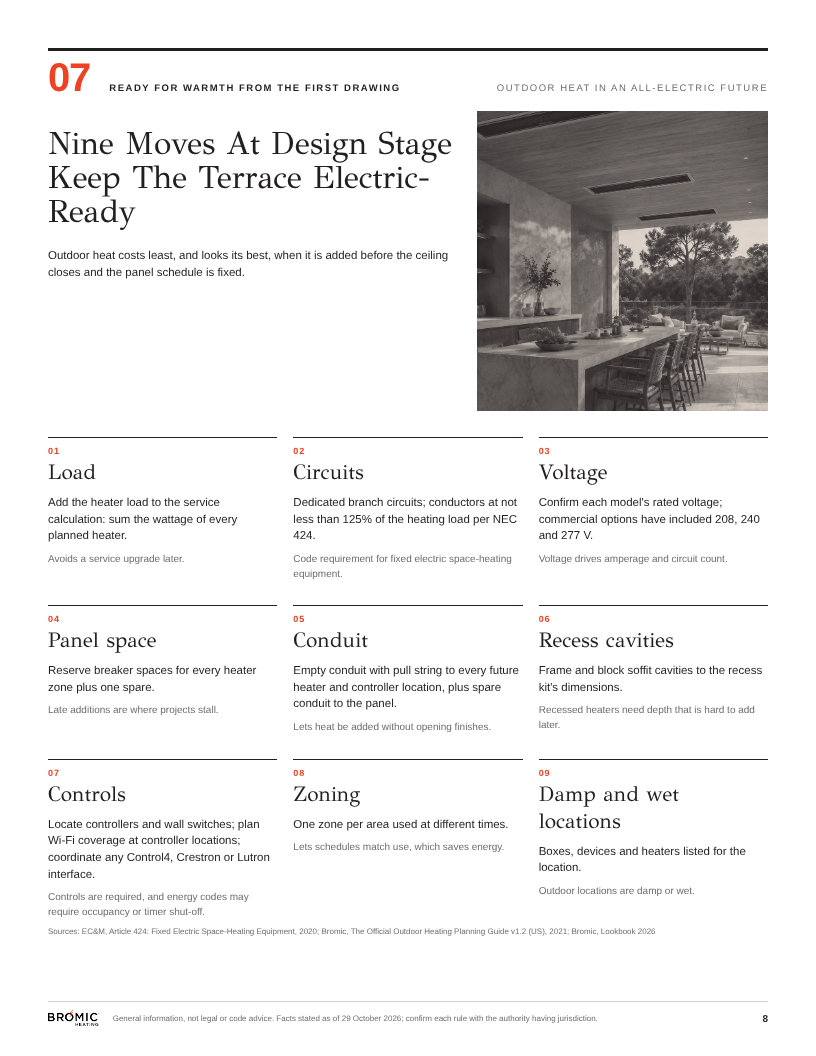 07
READY FOR WARMTH FROM THE FIRST DRAWING
OUTDOOR HEAT IN AN ALL-ELECTRIC FUTURE
Nine Moves At Design Stage
Keep The Terrace Electric-
Ready
Outdoor heat costs least, and looks its best, when it is added before the ceiling
closes and the panel schedule is fixed.
01
Load
Add the heater load to the service
calculation: sum the wattage of every
planned heater.
Avoids a service upgrade later.
02
Circuits
Dedicated branch circuits; conductors at not
less than 125% of the heating load per NEC
424.
Code requirement for fixed electric space-heating
equipment.
03
Voltage
Confirm each model's rated voltage;
commercial options have included 208, 240
and 277 V.
Voltage drives amperage and circuit count.
04
Panel space
Reserve breaker spaces for every heater
zone plus one spare.
Late additions are where projects stall.
05
Conduit
Empty conduit with pull string to every future
heater and controller location, plus spare
conduit to the panel.
Lets heat be added without opening finishes.
06
Recess cavities
Frame and block soffit cavities to the recess
kit's dimensions.
Recessed heaters need depth that is hard to add
later.
07
Controls
Locate controllers and wall switches; plan
Wi-Fi coverage at controller locations;
coordinate any Control4, Crestron or Lutron
interface.
Controls are required, and energy codes may
require occupancy or timer shut-off.
08
Zoning
One zone per area used at different times.
Lets schedules match use, which saves energy.
09
Damp and wet
locations
Boxes, devices and heaters listed for the
location.
Outdoor locations are damp or wet.
Sources: EC&M, Article 424: Fixed Electric Space-Heating Equipment, 2020; Bromic, The Official Outdoor Heating Planning Guide v1.2 (US), 2021; Bromic, Lookbook 2026
BROMIC
HEATING
General information, not legal or code advice. Facts stated as of 29 October 2026; confirm each rule with the authority having jurisdiction.
8